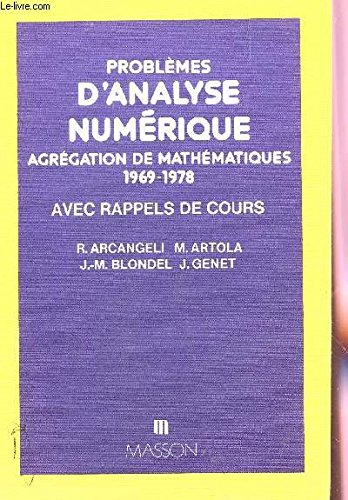 Le-livre.com
PROBLÈMES
D'ANALYSE
NUMÉRIQUE
AGRÉGATION DE MATHÉMATIQUES
1969-1978
AVEC RAPPELS DE COURS
R. ARCANGELI M. ARTOLA
J.-M. BLONDEL J. GENET
m
MASSON